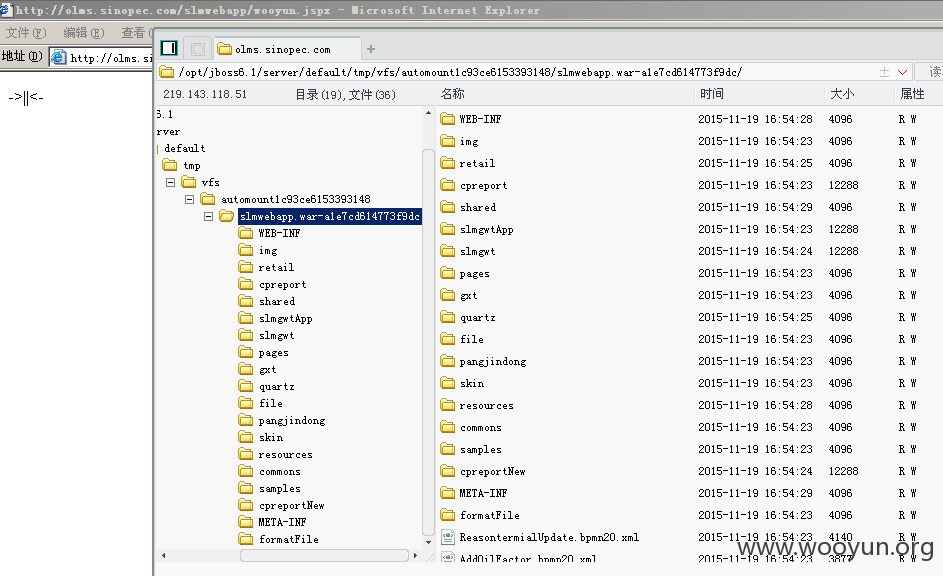 http://olms.sinopec.com/slmwebapp/wooyun.jspx - Microsoft Internet Explorer
文件(F) 编辑(E) 查看
地址(D) http://olms.si
->||<-
olms.sinopec.com +
/opt/jboss6.1/server/default/tmp/vfs/automount1c93ce6153393148/slmwebapp.war-a1e7cd614773f9dc/ 读
219.143.118.51 目录(19),文件(36) 名称 时间 大小 属性
6.1
rver
default
tmp
vfs
automount1c93ce6153393148
slmwebapp.war-a1e7cd614773f9dc
WEB-INF
img
retail
cpreport
shared
slmgwtApp
slmgwt
pages
gxt
quartz
file
pangjindong
skin
resources
commons
samples
cpreportNew
META-INF
formatFile
WEB-INF 2015-11-19 16:54:28 4096 R W
img 2015-11-19 16:54:23 4096 R W
retail 2015-11-19 16:54:25 4096 R W
cpreport 2015-11-19 16:54:23 12288 R W
shared 2015-11-19 16:54:29 4096 R W
slmgwtApp 2015-11-19 16:54:23 12288 R W
slmgwt 2015-11-19 16:54:24 12288 R W
pages 2015-11-19 16:54:23 4096 R W
gxt 2015-11-19 16:54:23 4096 R W
quartz 2015-11-19 16:54:25 4096 R W
file 2015-11-19 16:54:23 4096 R W
pangjindong 2015-11-19 16:54:23 4096 R W
skin 2015-11-19 16:54:23 4096 R W
resources 2015-11-19 16:54:28 4096 R W
commons 2015-11-19 16:54:23 4096 R W
samples 2015-11-19 16:54:23 4096 R W
cpreportNew 2015-11-19 16:54:24 12288 R W
META-INF 2015-11-19 16:54:29 4096 R W
formatFile 2015-11-19 16:54:23 4096 R W
ReasontermialUpdate.bpmn20.xml 2015-11-19 16:54:23 4140 R W
AddOilFactor.bpmn20.xml 2015-11-19 16:54:23 3877 R W
www.wooyun.org